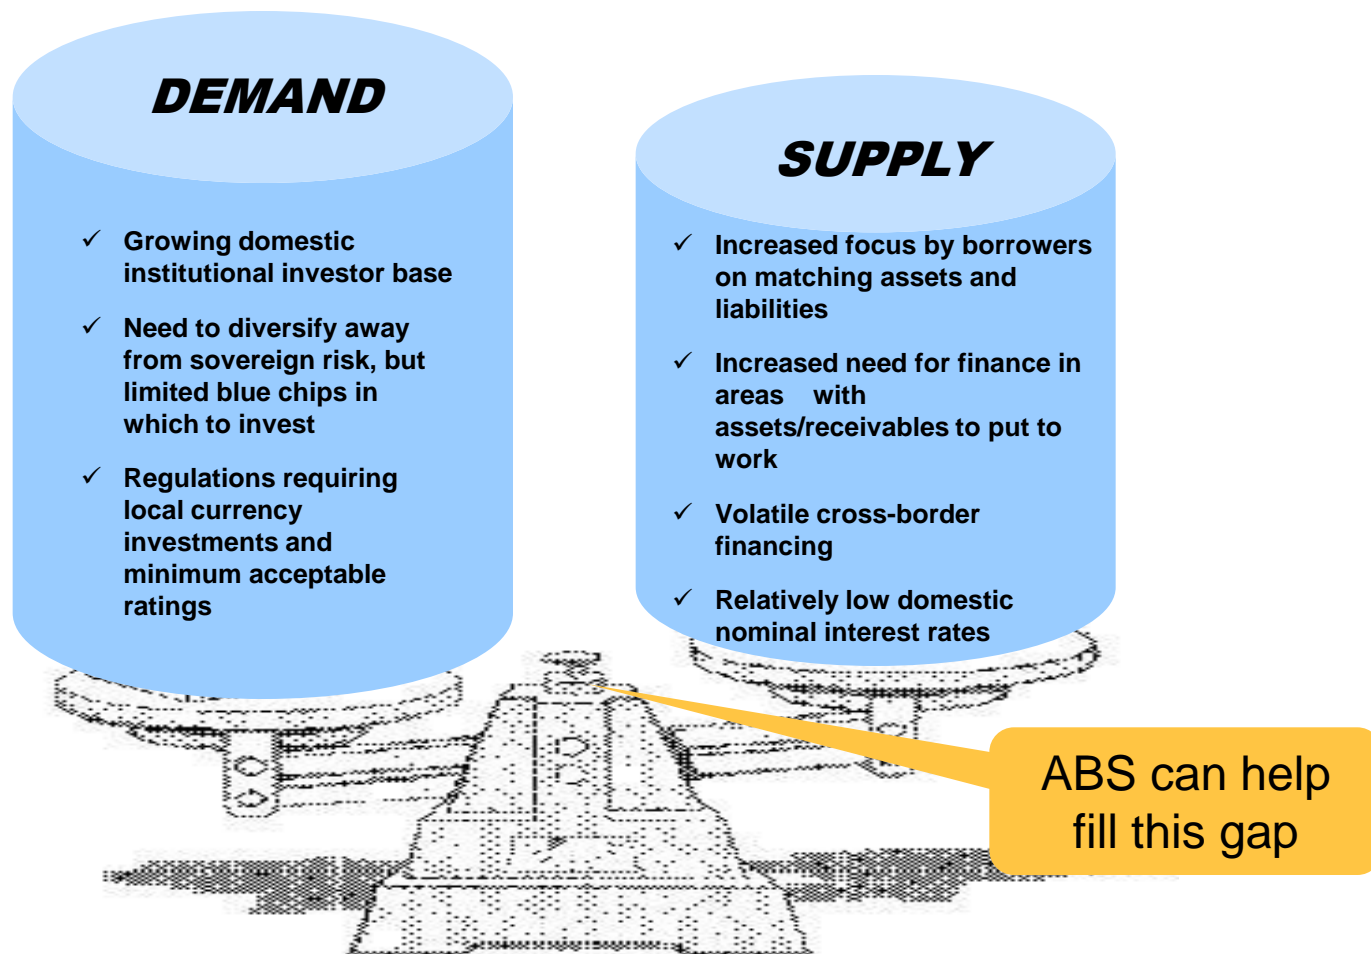 DEMAND
✓ Growing domestic
institutional investor base
✓ Need to diversify away
from sovereign risk, but
limited blue chips in
which to invest
✓ Regulations requiring
local currency
investments and
minimum acceptable
ratings
SUPPLY
✓ Increased focus by borrowers
on matching assets and
liabilities
✓ Increased need for finance in
areas with
assets/receivables to put to
work
✓ Volatile cross-border
financing
✓ Relatively low domestic
nominal interest rates
ABS can help
fill this gap